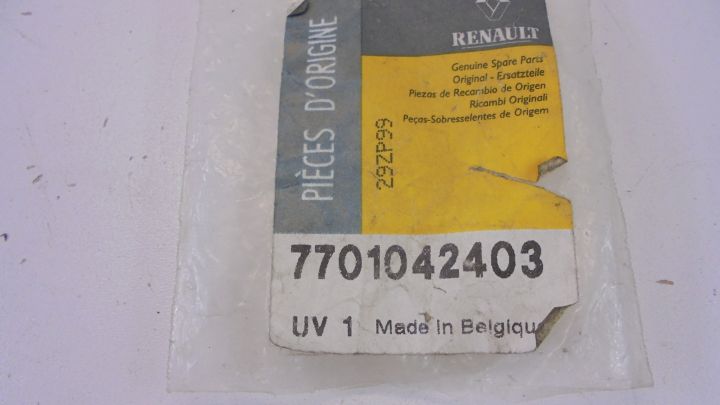 RENAULT
Genuine Spare Parts
Original - Ersatzteile
Piezas de Recambio de Origen
Ricambi Originali
Peças-Sobresselentes de Origem
PIÈCES D'ORIGINE
29ZP99
7701042403
UV 1 Made in Belgiqu